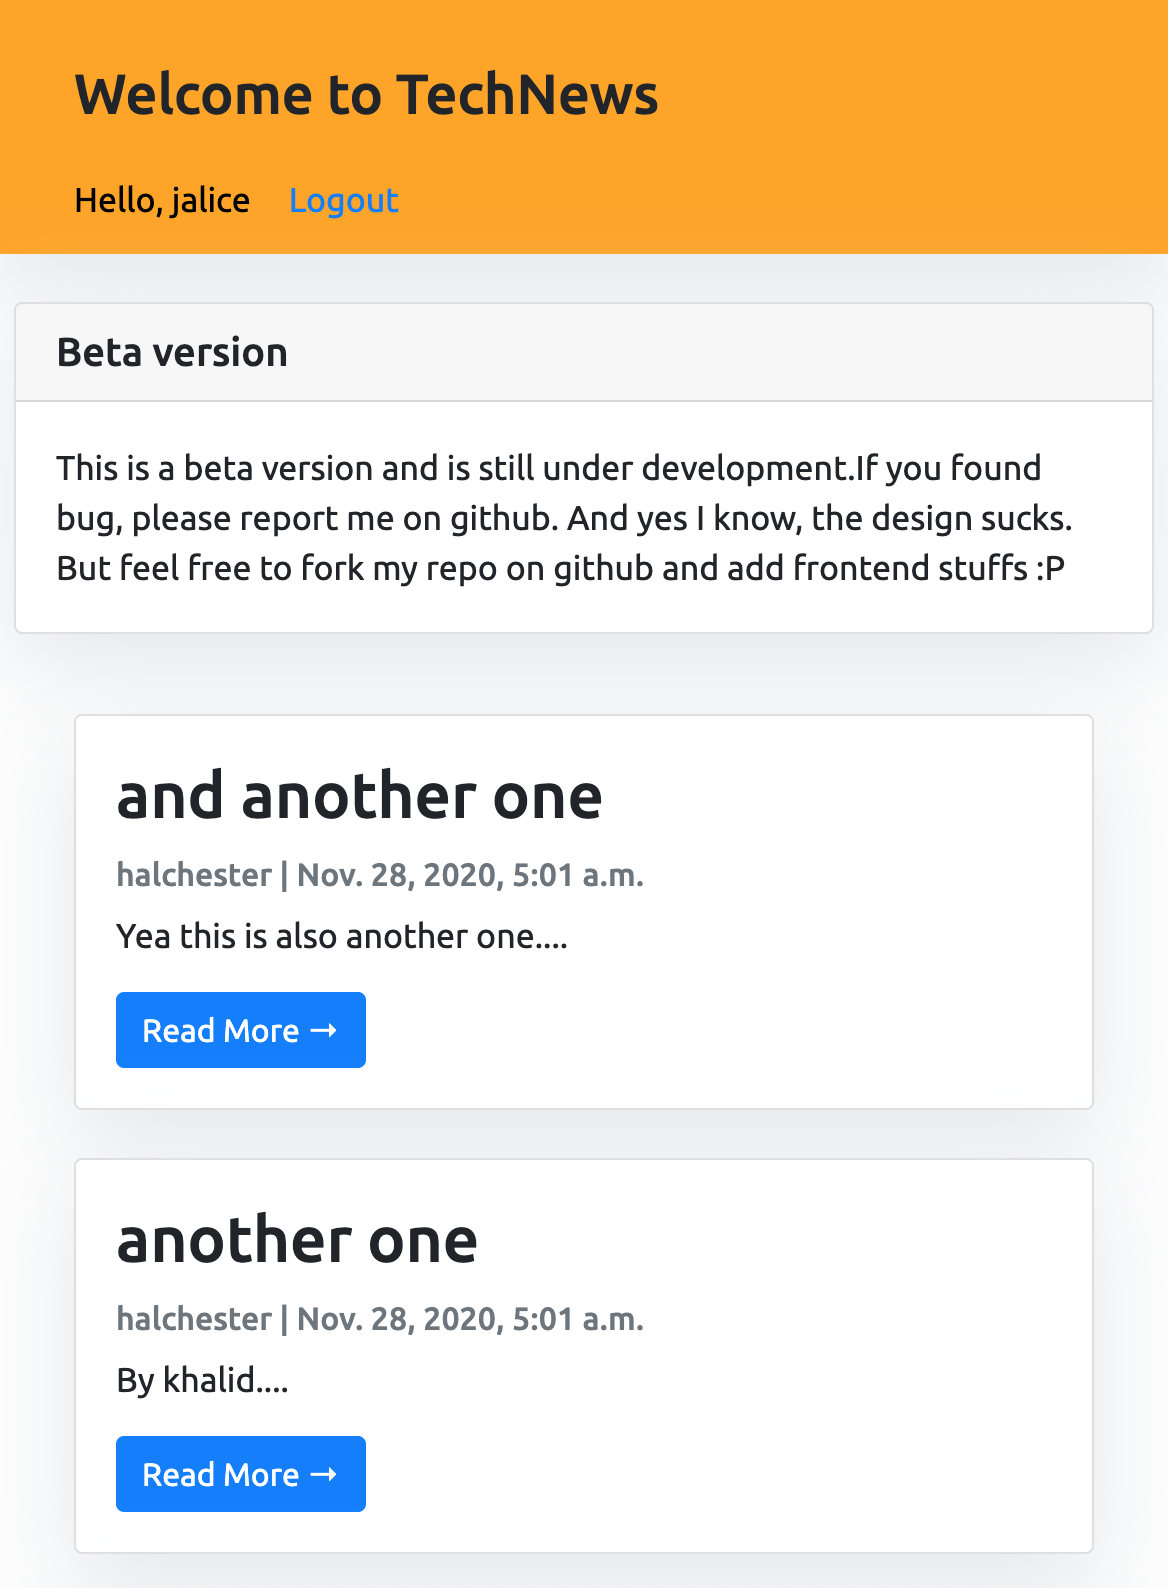 Welcome to TechNews
Hello, jalice Logout
Beta version
This is a beta version and is still under development.If you found
bug, please report me on github. And yes I know, the design sucks.
But feel free to fork my repo on github and add frontend stuffs :P
and another one
halchester | Nov. 28, 2020, 5:01 a.m.
Yea this is also another one....
Read More →
another one
halchester | Nov. 28, 2020, 5:01 a.m.
By khalid....
Read More →